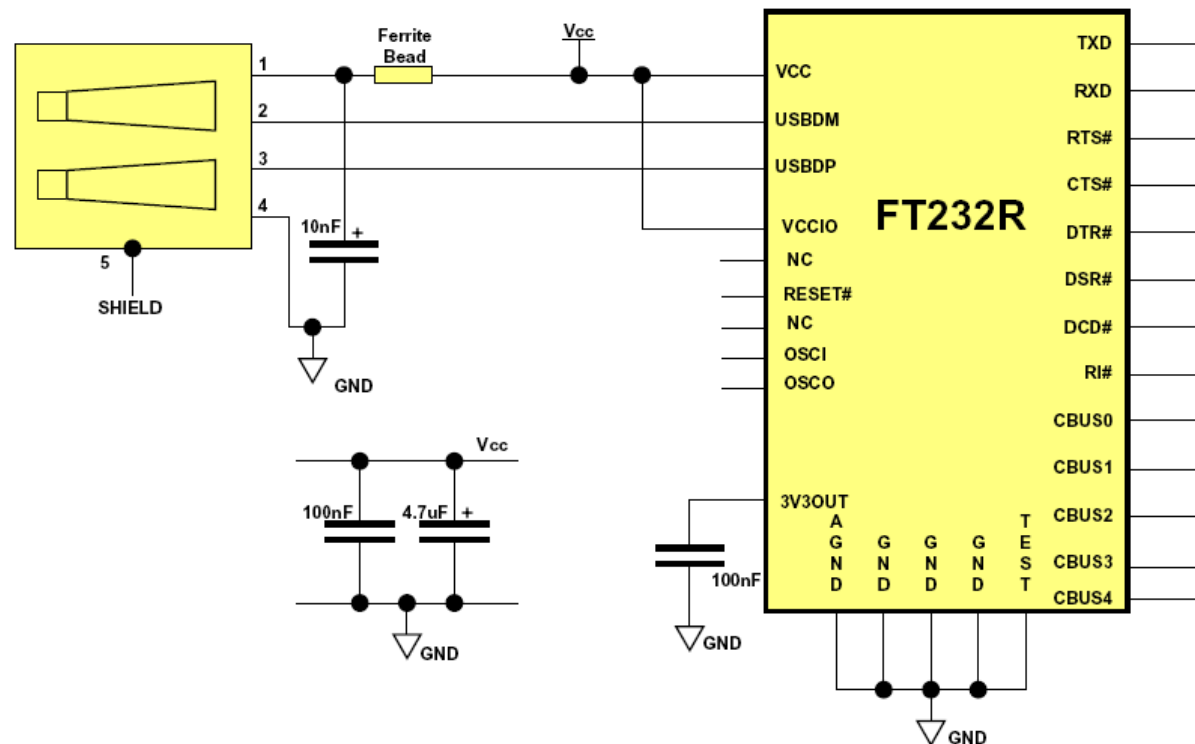 Ferrite
Bead
Vcc
1
2
3
4
5
SHIELD
10nF +
GND
Vcc
100nF
4.7uF +
GND
FT232R
VCC
USBDM
USBDP
VCCIO
NC
RESET#
NC
OSCI
OSCO
3V3OUT
100nF
GND
AGND
GND
GND
GND
TEST
GND
TXD
RXD
RTS#
CTS#
DTR#
DSR#
DCD#
RI#
CBUS0
CBUS1
CBUS2
CBUS3
CBUS4